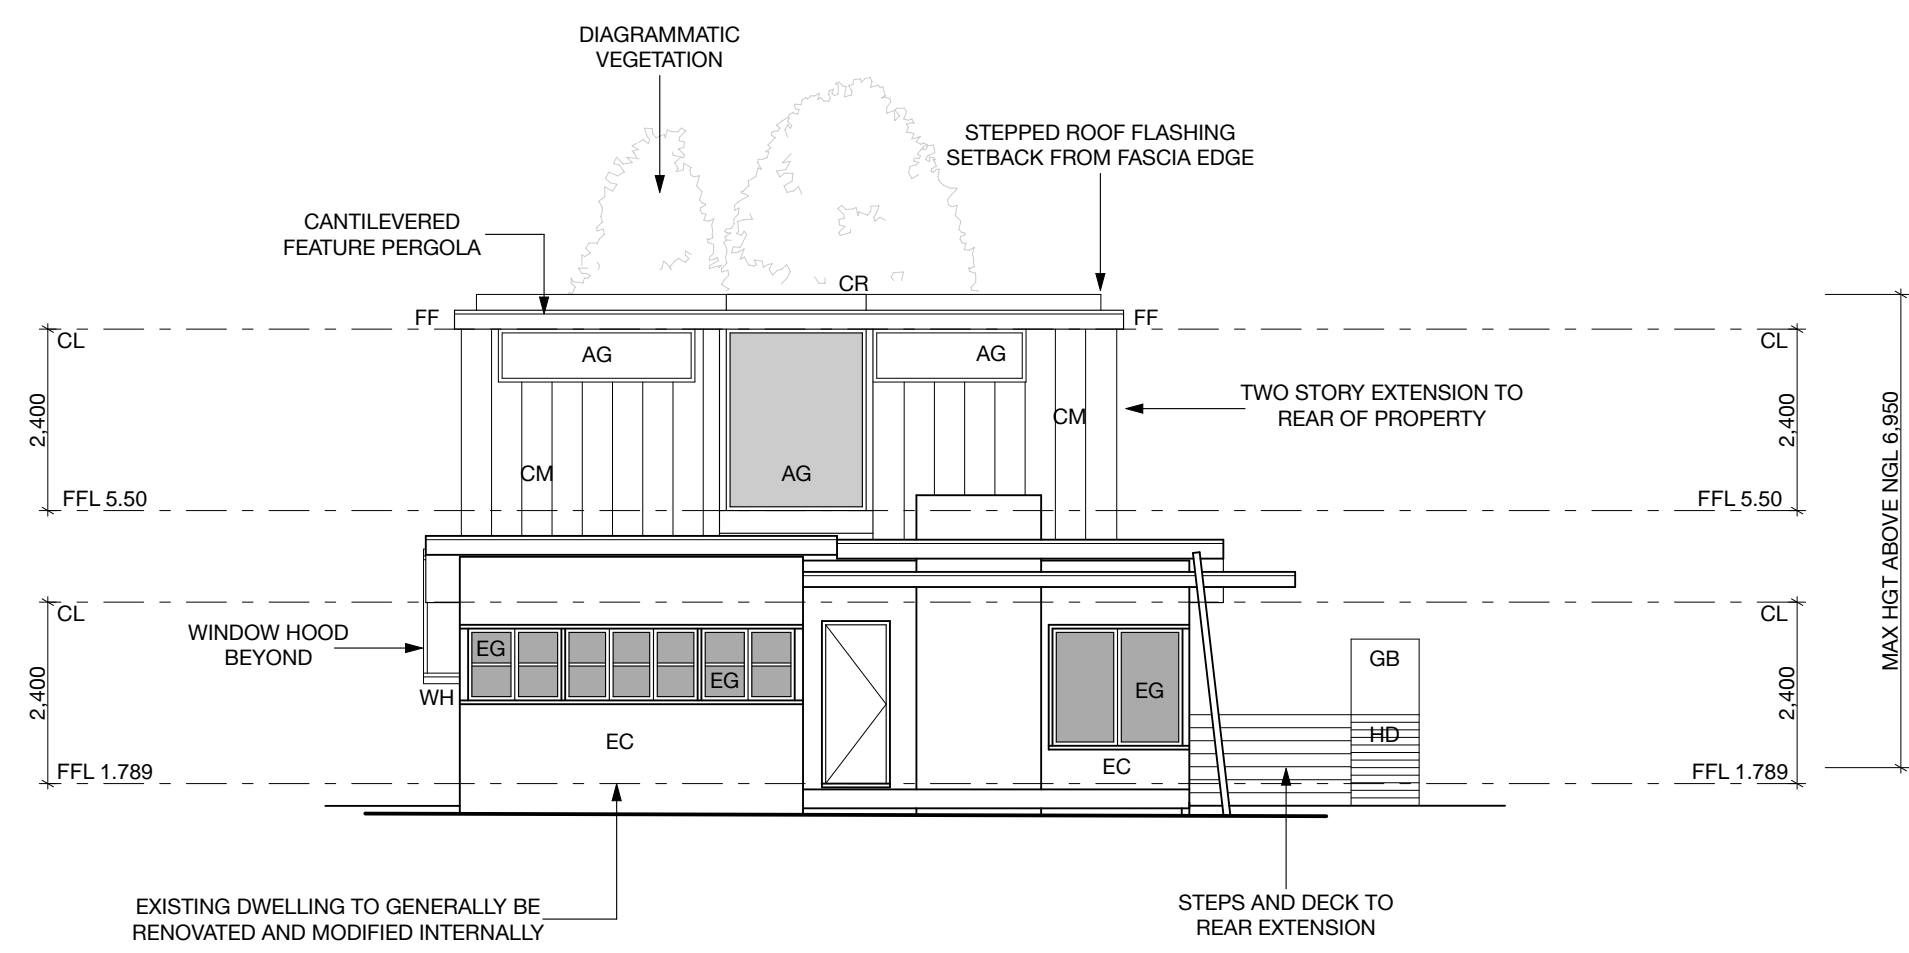 DIAGRAMMATIC
VEGETATION
STEPPED ROOF FLASHING
SETBACK FROM FASCIA EDGE
CANTILEVERED
FEATURE PERGOLA
CR
FF
FF
CL
CL
AG
AG
2,400
CM
TWO STORY EXTENSION TO
REAR OF PROPERTY
2,400
MAX HGT ABOVE NGL 6,950
CM
AG
FFL 5.50
FFL 5.50
CL
CL
WINDOW HOOD
BEYOND
EG
GB
2,400
WH
EG
EG
2,400
EC
HD
EC
FFL 1.789
FFL 1.789
EXISTING DWELLING TO GENERALLY BE
RENOVATED AND MODIFIED INTERNALLY
STEPS AND DECK TO
REAR EXTENSION